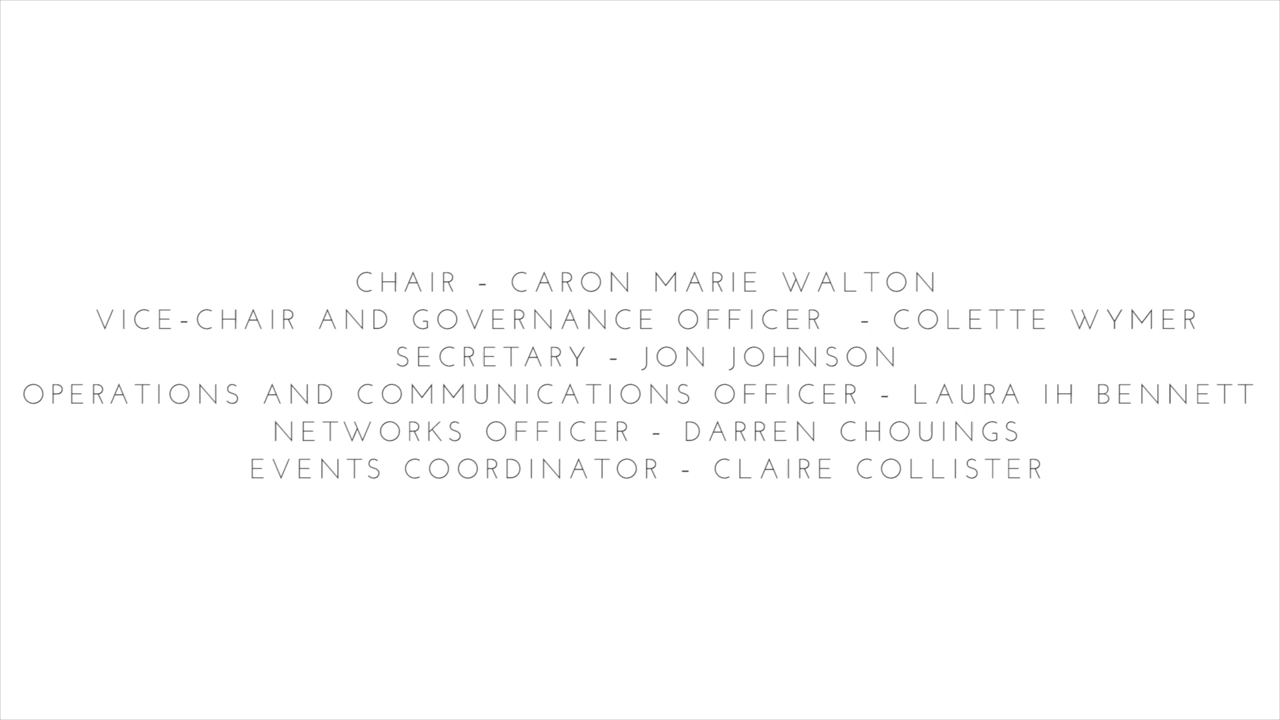 CHAIR - CARON MARIE WALTON
VICE-CHAIR AND GOVERNANCE OFFICER  - COLETTE WYMER
SECRETARY - JON JOHNSON
OPERATIONS AND COMMUNICATIONS OFFICER - LAURA IH BENNETT
NETWORKS OFFICER - DARREN CHOUINGS
EVENTS COORDINATOR - CLAIRE COLLISTER